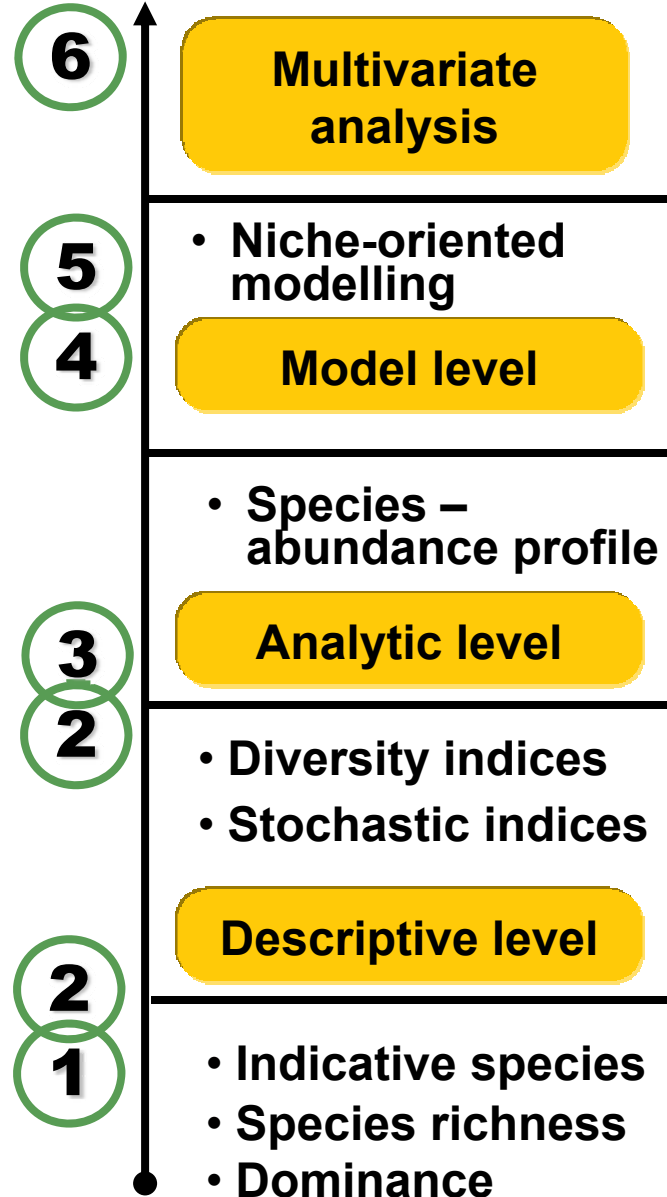 6
Multivariate
analysis
5
• Niche-oriented
modelling
4
Model level
• Species –
abundance profile
3
Analytic level
2
• Diversity indices
• Stochastic indices
Descriptive level
2
1
• Indicative species
• Species richness
• Dominance